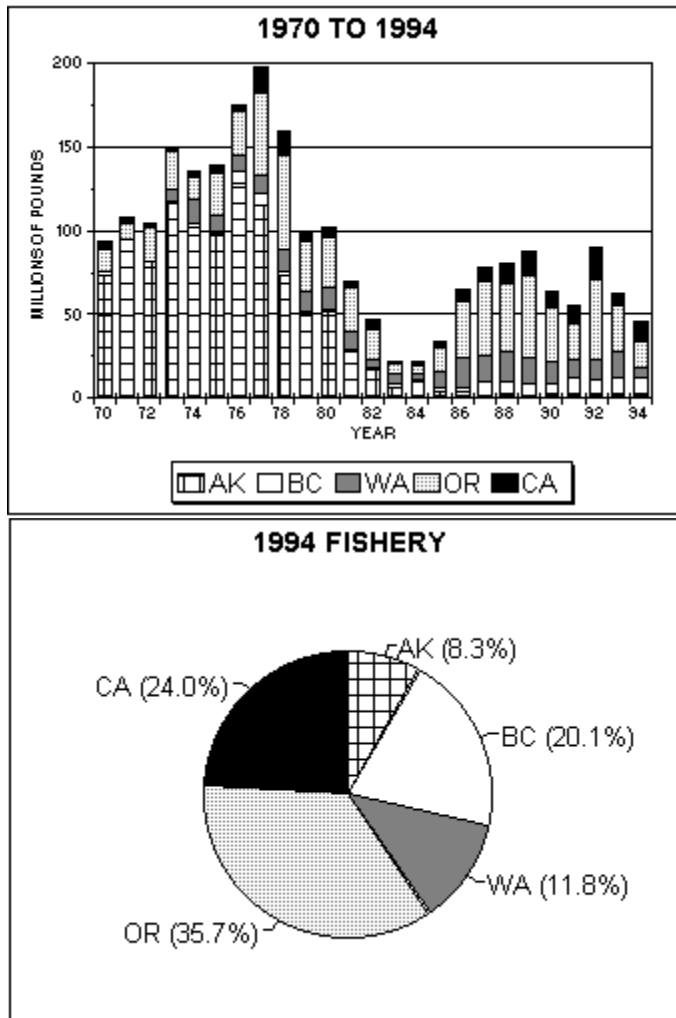 1970 TO 1994
200
150
100
50
0
MILLIONS OF POUNDS
70 72 74 76 78 80 82 84 86 88 90 92 94
YEAR
AK BC WA OR CA
1994 FISHERY
AK (8.3%)
CA (24.0%)
BC (20.1%)
WA (11.8%)
OR (35.7%)